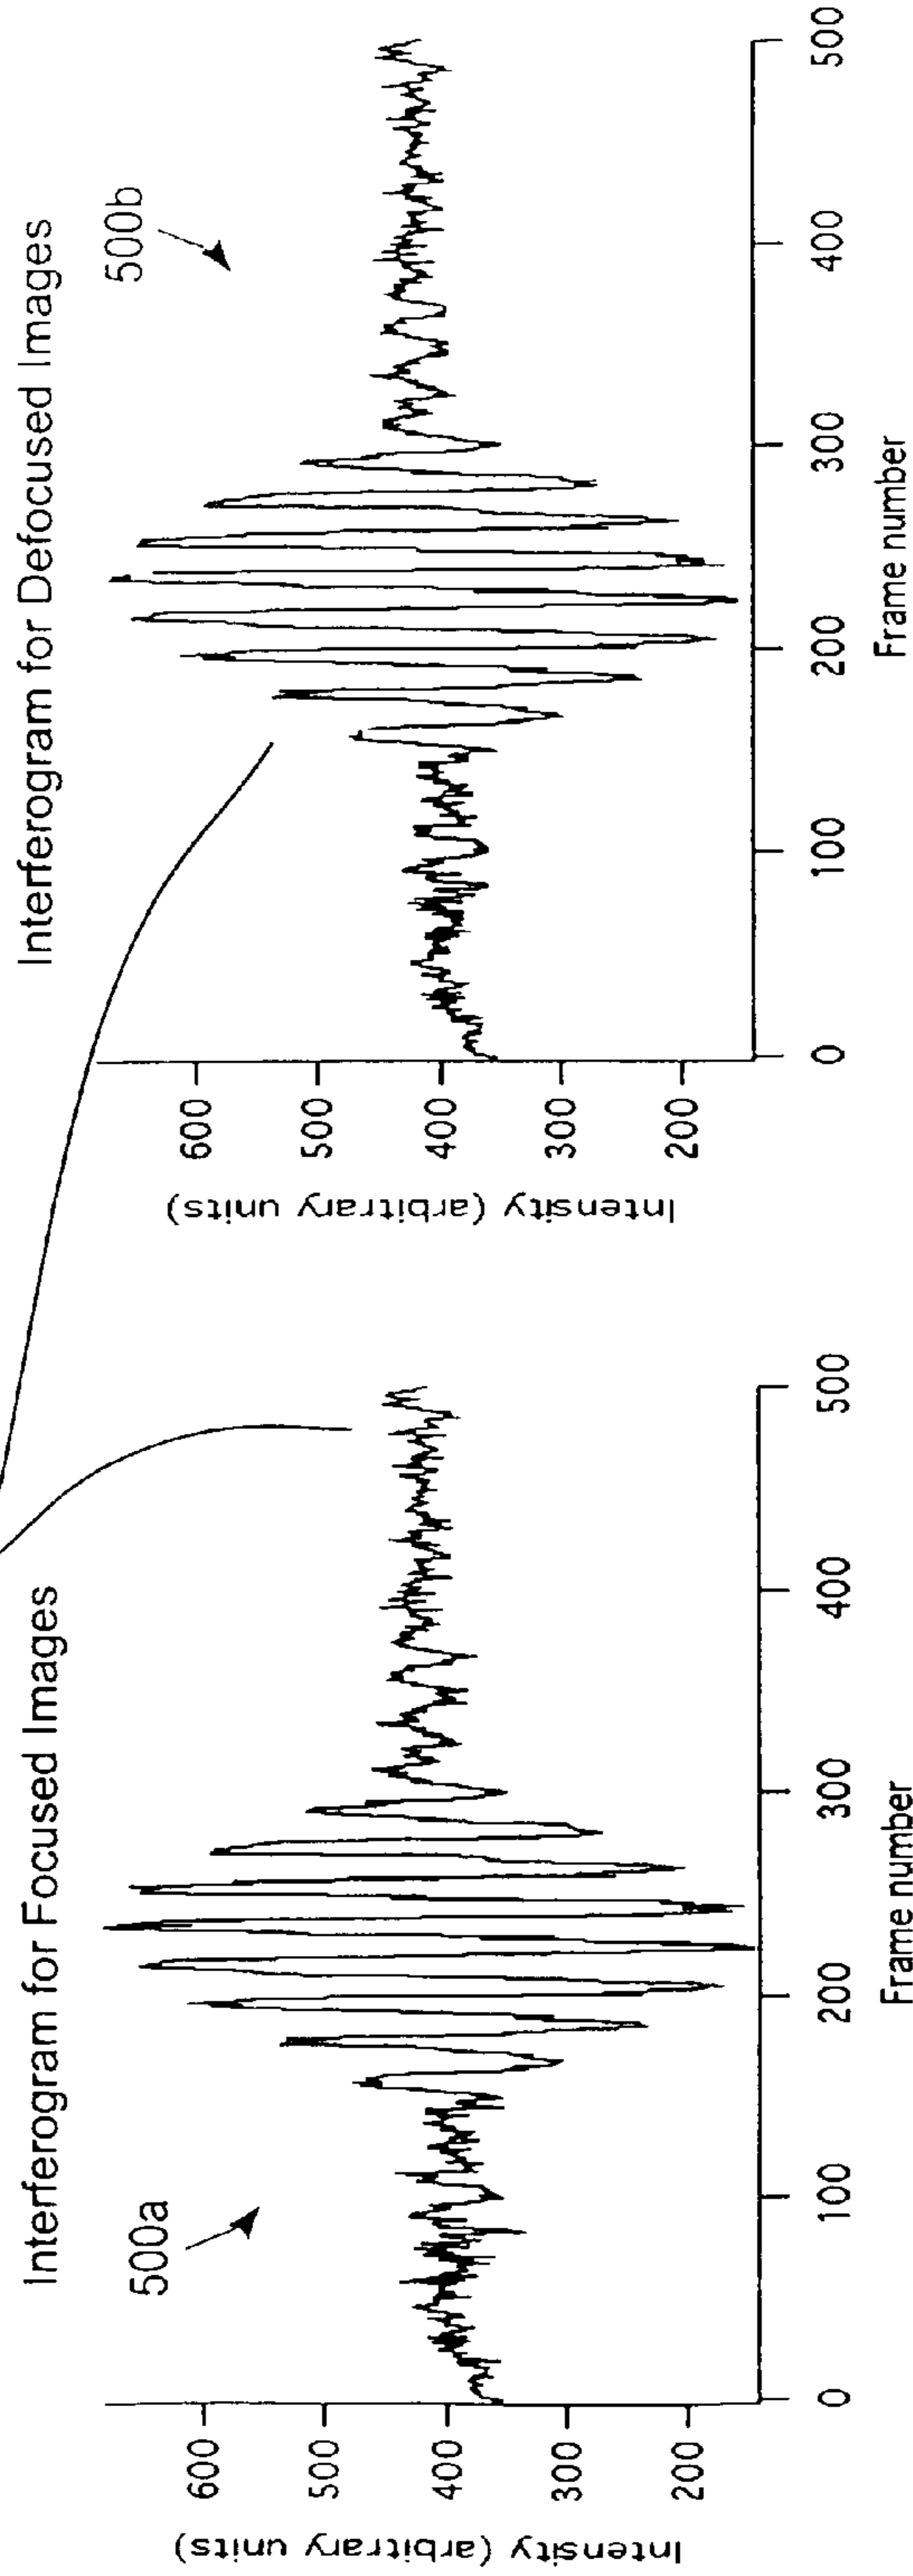 Interferogram for Focused Images
500a
Intensity (arbitrary units)
600
500
400
300
200
0
100
200
300
400
500
Frame number
Interferogram for Defocused Images
500b
Intensity (arbitrary units)
600
500
400
300
200
0
100
200
300
400
500
Frame number